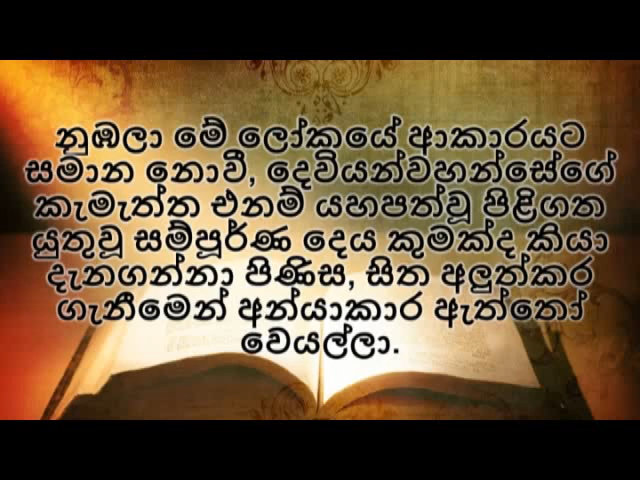 නුඹලා මේ ලෝකයේ ආකාරයට
සමාන නොවී, දෙවියන්වහන්සේගේ
කැමැත්ත එනම් යහපත්වූ පිළිගත
යුතුවූ සම්පූර්ණ දෙය කුමක්ද කියා
දැනගන්නා පිණිස, සිත අලුත්කර
ගැනීමෙන් අන්‍යාකාර ඇත්තෝ
වෙයල්ලා.